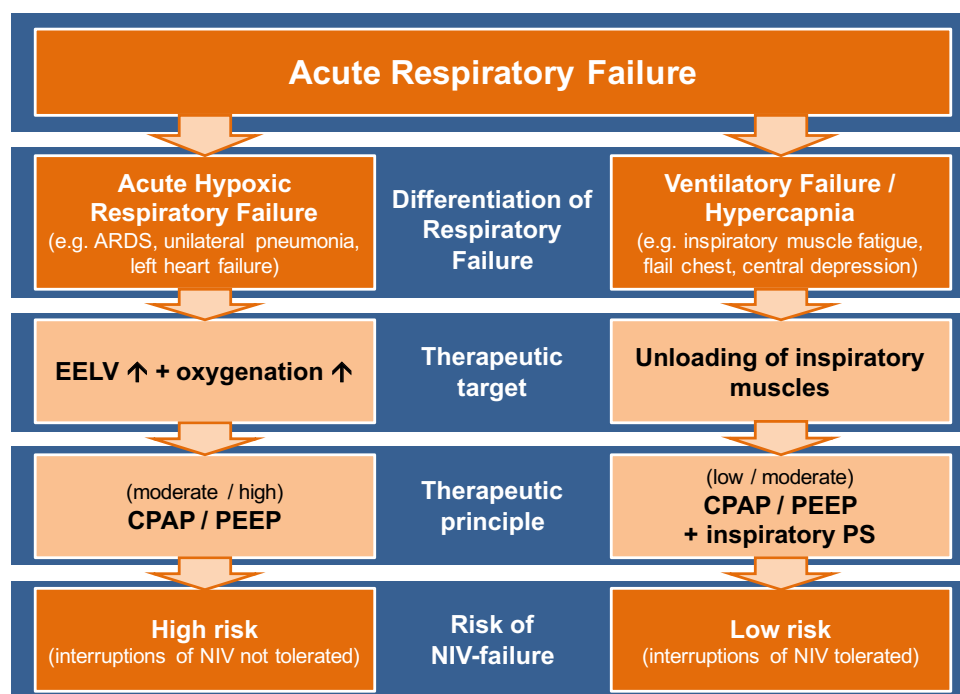 Acute Respiratory Failure
Acute Hypoxic
Respiratory Failure
(e.g. ARDS, unilateral pneumonia,
left heart failure)
Differentiation of
Respiratory
Failure
Ventilatory Failure /
Hypercapnia
(e.g. inspiratory muscle fatigue,
flail chest, central depression)
EELV ↑ + oxygenation ↑
Therapeutic
target
Unloading of inspiratory
muscles
(moderate / high)
CPAP / PEEP
Therapeutic
principle
(low / moderate)
CPAP / PEEP
+ inspiratory PS
High risk
(interruptions of NIV not tolerated)
Risk of
NIV-failure
Low risk
(interruptions of NIV tolerated)